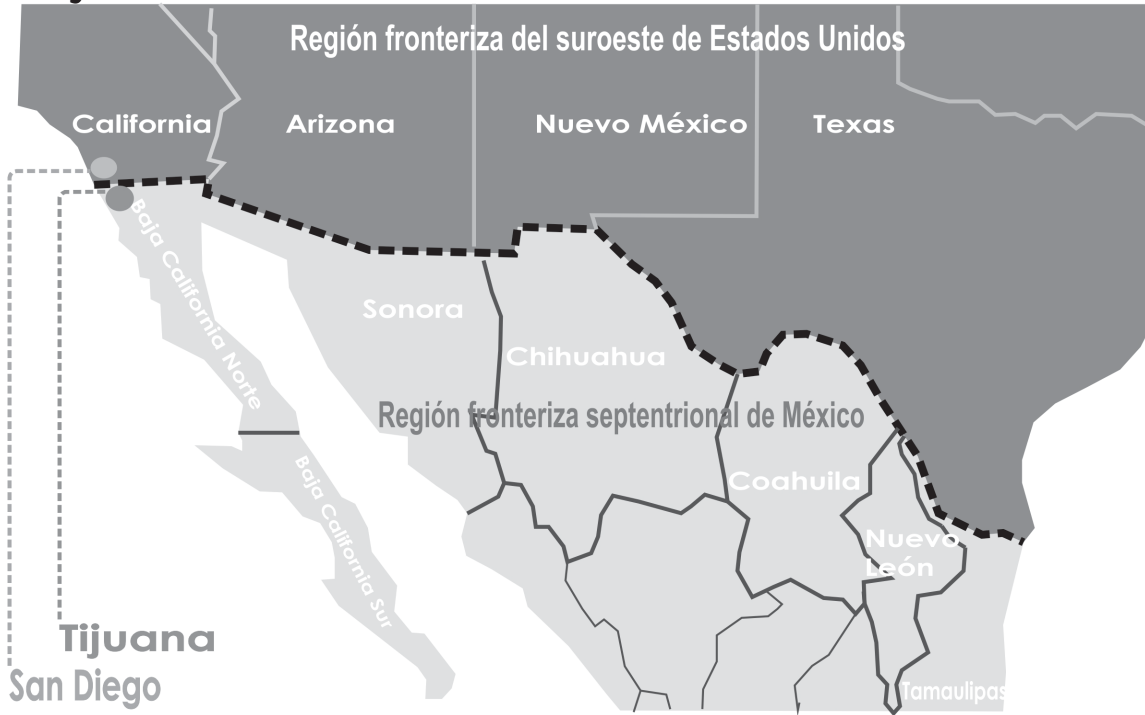 Región fronteriza del suroeste de Estados Unidos
California
Arizona
Nuevo México
Texas
Baja California Norte
Sonora
Chihuahua
Región fronteriza septentrional de México
Coahuila
Baja California Sur
Nuevo
León
Tijuana
San Diego
Tamaulipas